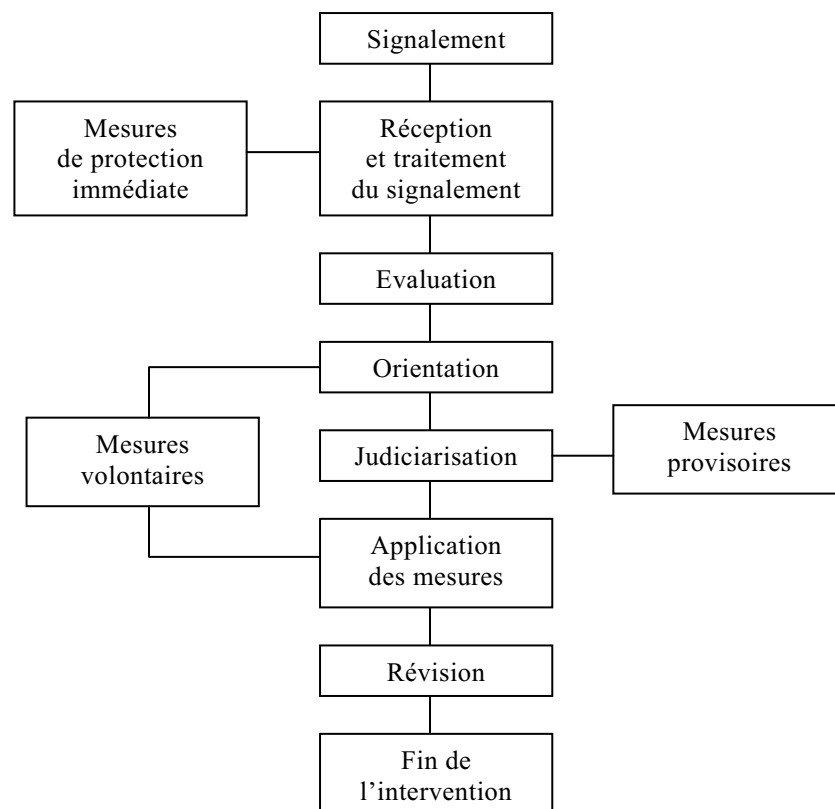 Signalement
Mesures
de protection
immédiate
Réception
et traitement
du signalement
Evaluation
Orientation
Mesures
volontaires
Judiciarisation
Mesures
provisoires
Application
des mesures
Révision
Fin de
l’intervention